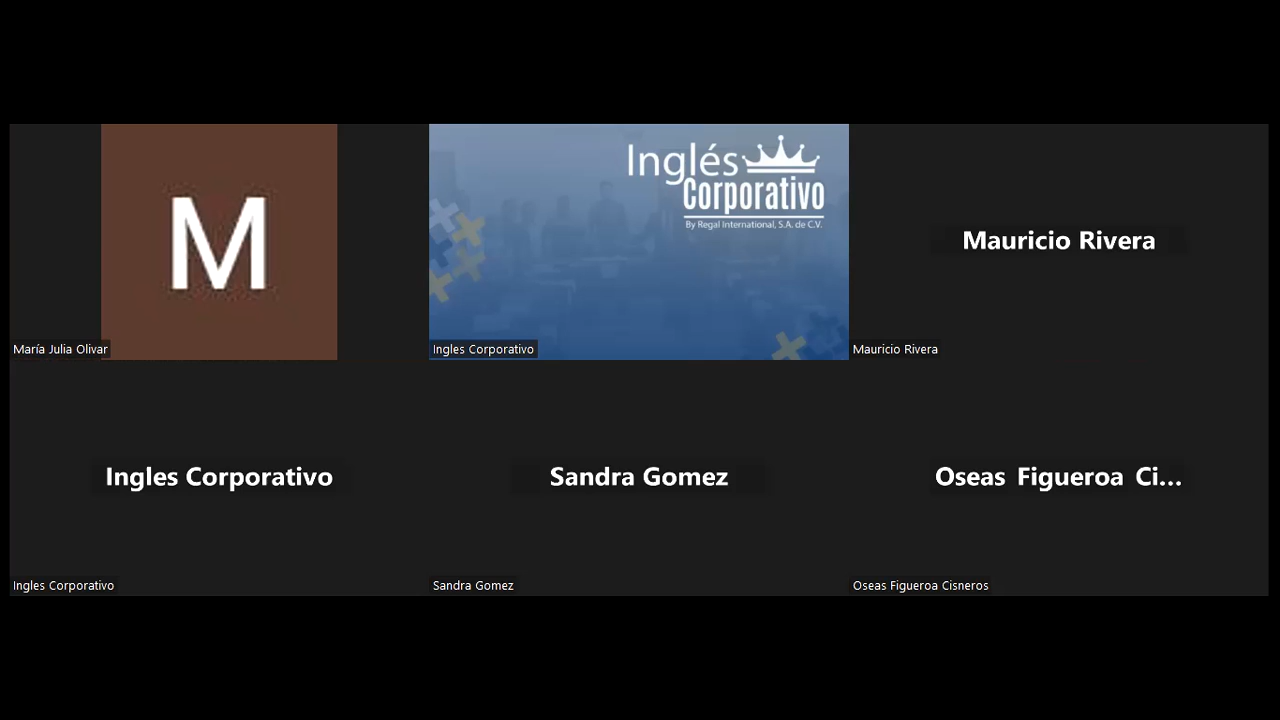 M
María Julia Olivar
Inglés
Corporativo
By Regal International, S.A. de C.V.
Ingles Corporativo
Mauricio Rivera
Mauricio Rivera
Ingles Corporativo
Ingles Corporativo
Sandra Gomez
Sandra Gomez
Oseas Figueroa Ci...
Oseas Figueroa Cisneros